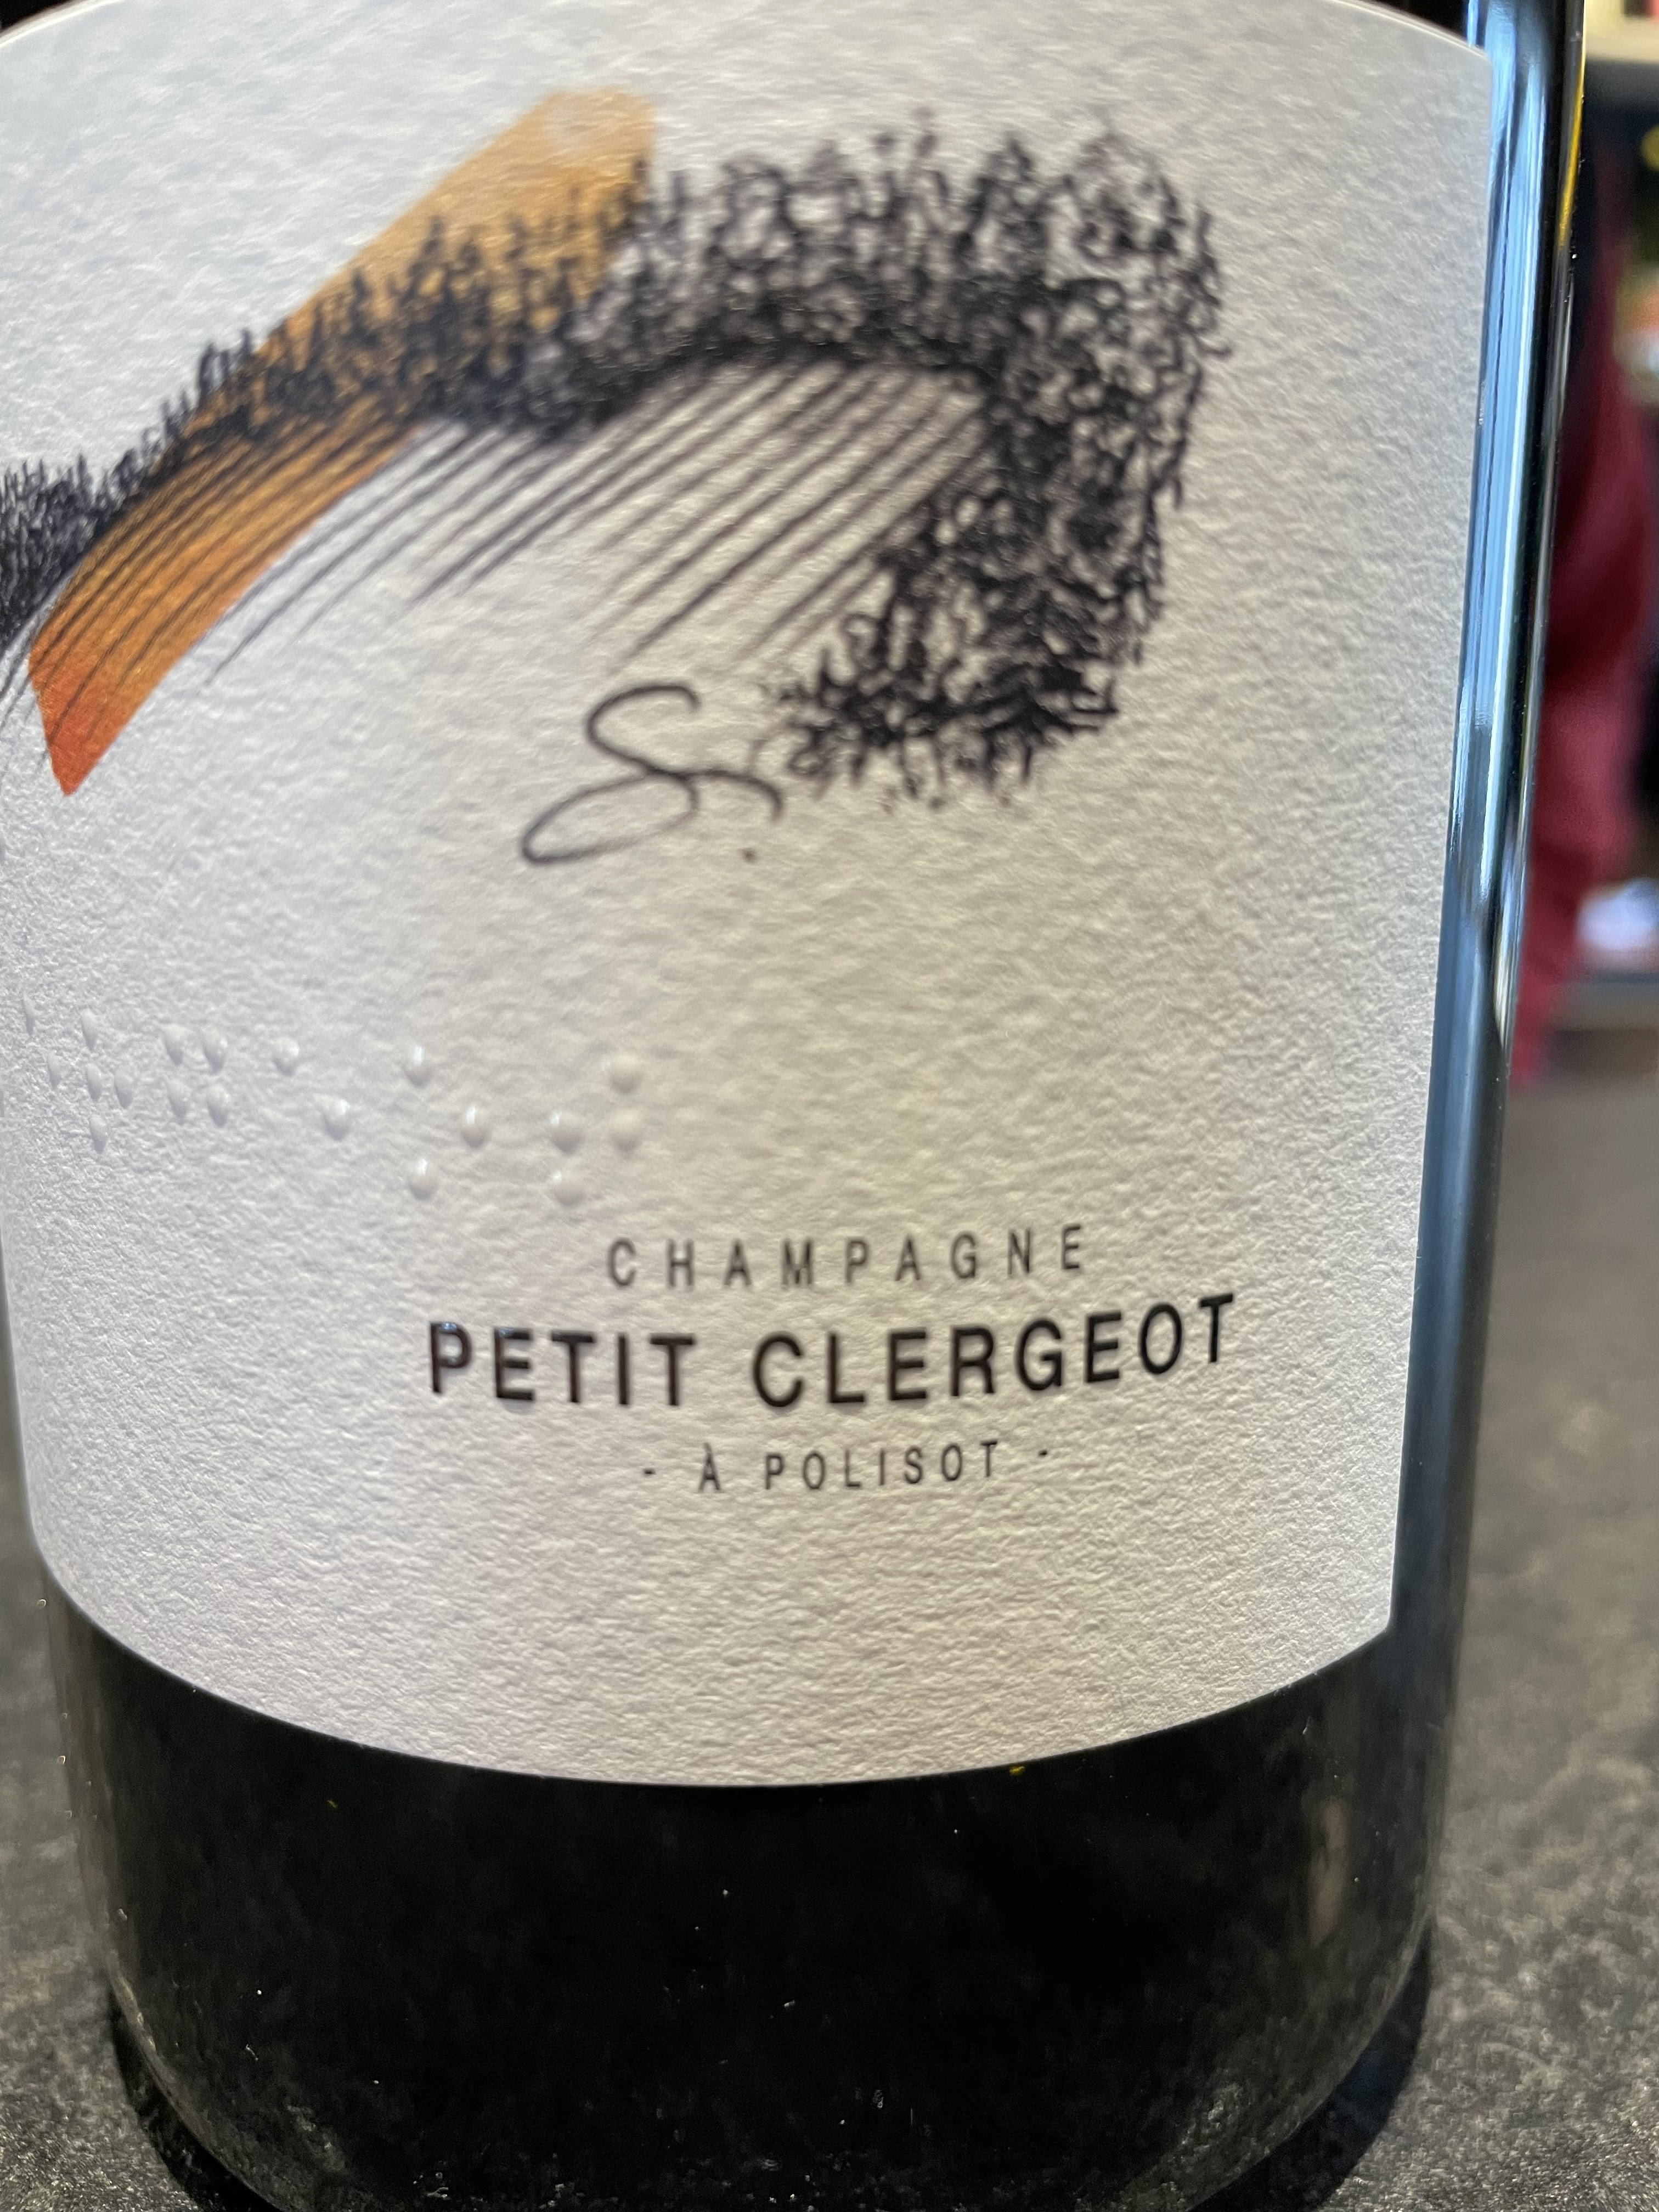 S.
CHAMPAGNE
PETIT CLERGEOT
- À POLISOT -